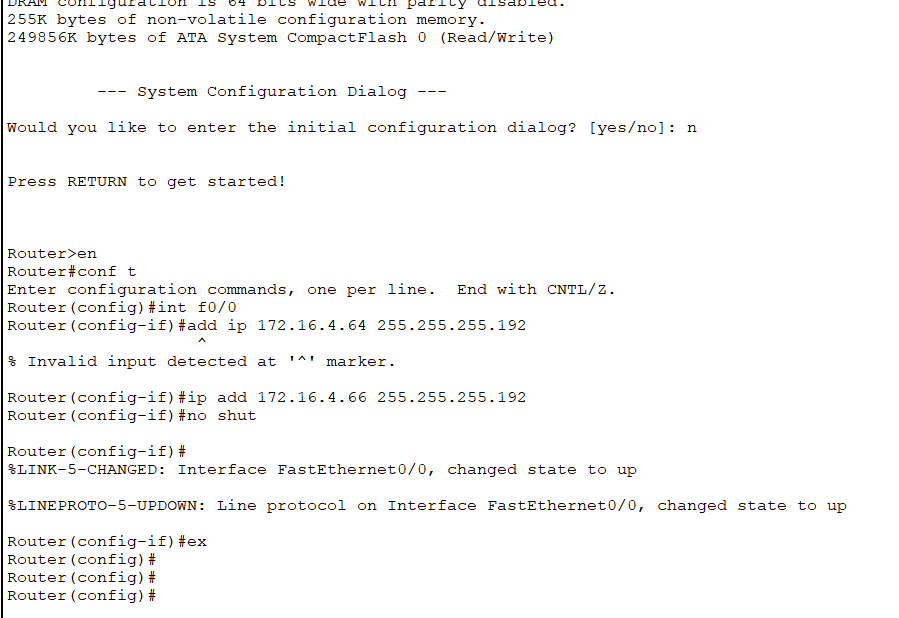 DRAM configuration is 64 bits wide with parity disabled.
255K bytes of non-volatile configuration memory.
249856K bytes of ATA System CompactFlash 0 (Read/Write)
--- System Configuration Dialog ---
Would you like to enter the initial configuration dialog? [yes/no]: n
Press RETURN to get started!
Router>en
Router#conf t
Enter configuration commands, one per line.  End with CNTL/Z.
Router(config)#int f0/0
Router(config-if)#add ip 172.16.4.64 255.255.255.192
^
% Invalid input detected at '^' marker.
Router(config-if)#ip add 172.16.4.66 255.255.255.192
Router(config-if)#no shut
Router(config-if)#
%LINK-5-CHANGED: Interface FastEthernet0/0, changed state to up
%LINEPROTO-5-UPDOWN: Line protocol on Interface FastEthernet0/0, changed state to up
Router(config-if)#ex
Router(config)#
Router(config)#
Router(config)#